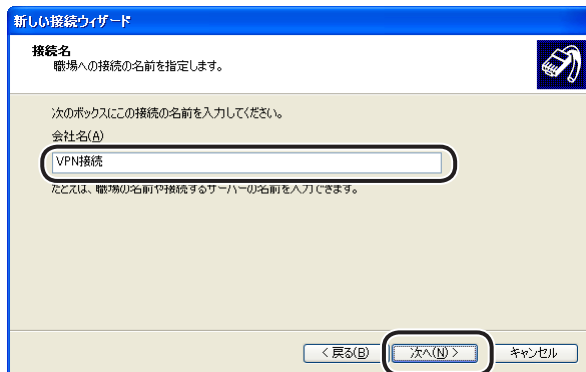 新しい接続ウィザード
接続名
職場への接続の名前を指定します。
次のボックスにこの接続の名前を入力してください。
会社名(A)
VPN接続
たとえば、職場の名前や接続するサーバーの名前を入力できます。
< 戻る(B) 次へ(N) > キャンセル